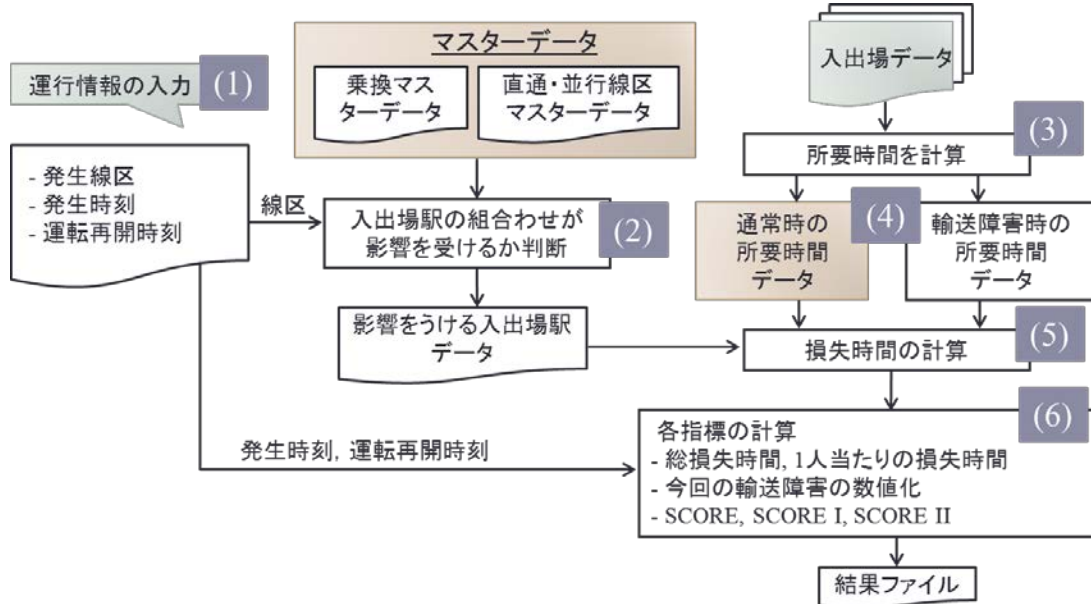 運行情報の入力
(1)
- 発生線区
- 発生時刻
- 運転再開時刻
マスターデータ
乗換マス
ターデータ
直通・並行線区
マスターデータ
線区
入出場駅の組合わせが
影響を受けるか判断
(2)
影響をうける入出場駅
データ
入出場データ
所要時間を計算
(3)
通常時の
所要時間
データ
(4)
輸送障害時の
所要時間
データ
損失時間の計算
(5)
発生時刻, 運転再開時刻
各指標の計算
(6)
- 総損失時間, 1人当たりの損失時間
- 今回の輸送障害の数値化
- SCORE, SCORE I, SCORE II
結果ファイル